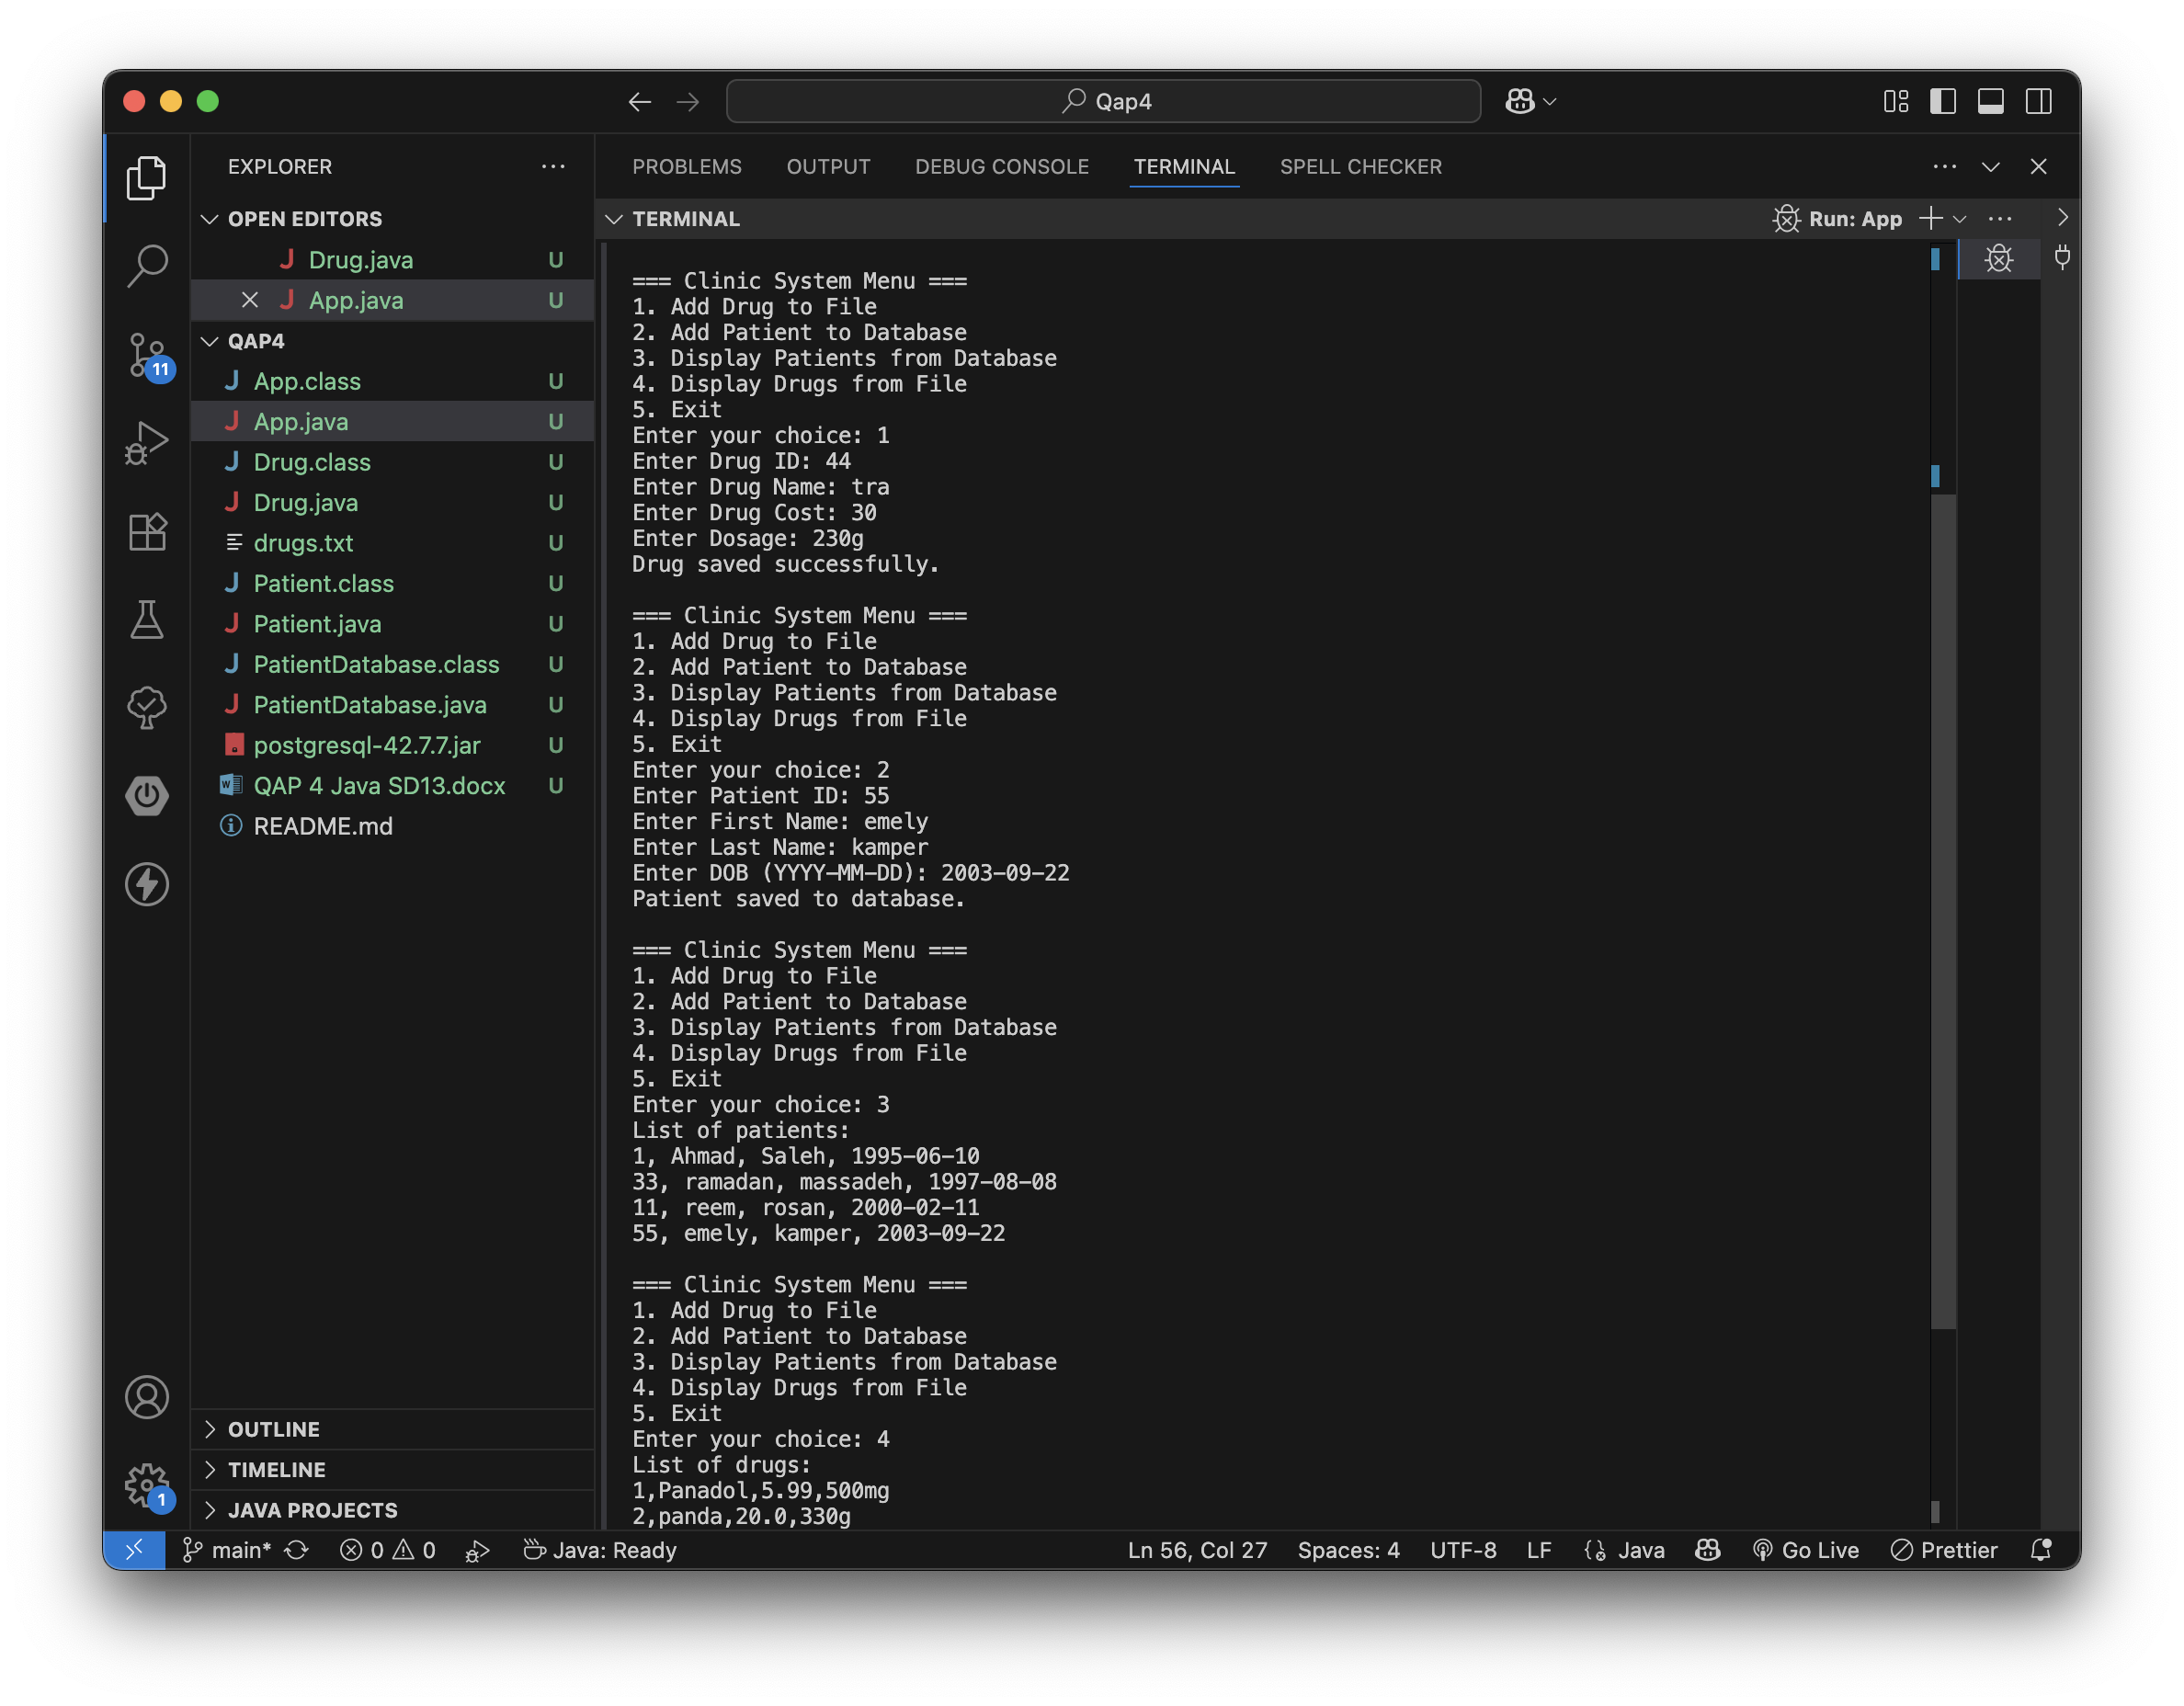 Qap4
EXPLORER
OPEN EDITORS
Drug.java U
App.java U
QAP4
App.class U
App.java U
Drug.class U
Drug.java U
drugs.txt U
Patient.class U
Patient.java U
PatientDatabase.class U
PatientDatabase.java U
postgresql-42.7.7.jar U
QAP 4 Java SD13.docx U
README.md
11
OUTLINE
TIMELINE
JAVA PROJECTS
1
PROBLEMS OUTPUT DEBUG CONSOLE TERMINAL SPELL CHECKER
TERMINAL Run: App
=== Clinic System Menu ===
1. Add Drug to File
2. Add Patient to Database
3. Display Patients from Database
4. Display Drugs from File
5. Exit
Enter your choice: 1
Enter Drug ID: 44
Enter Drug Name: tra
Enter Drug Cost: 30
Enter Dosage: 230g
Drug saved successfully.
=== Clinic System Menu ===
1. Add Drug to File
2. Add Patient to Database
3. Display Patients from Database
4. Display Drugs from File
5. Exit
Enter your choice: 2
Enter Patient ID: 55
Enter First Name: emely
Enter Last Name: kamper
Enter DOB (YYYY-MM-DD): 2003-09-22
Patient saved to database.
=== Clinic System Menu ===
1. Add Drug to File
2. Add Patient to Database
3. Display Patients from Database
4. Display Drugs from File
5. Exit
Enter your choice: 3
List of patients:
1, Ahmad, Saleh, 1995-06-10
33, ramadan, massadeh, 1997-08-08
11, reem, rosan, 2000-02-11
55, emely, kamper, 2003-09-22
=== Clinic System Menu ===
1. Add Drug to File
2. Add Patient to Database
3. Display Patients from Database
4. Display Drugs from File
5. Exit
Enter your choice: 4
List of drugs:
1,Panadol,5.99,500mg
2,panda,20.0,330g
main* 0 0 Java: Ready Ln 56, Col 27 Spaces: 4 UTF-8 LF Java Go Live Prettier